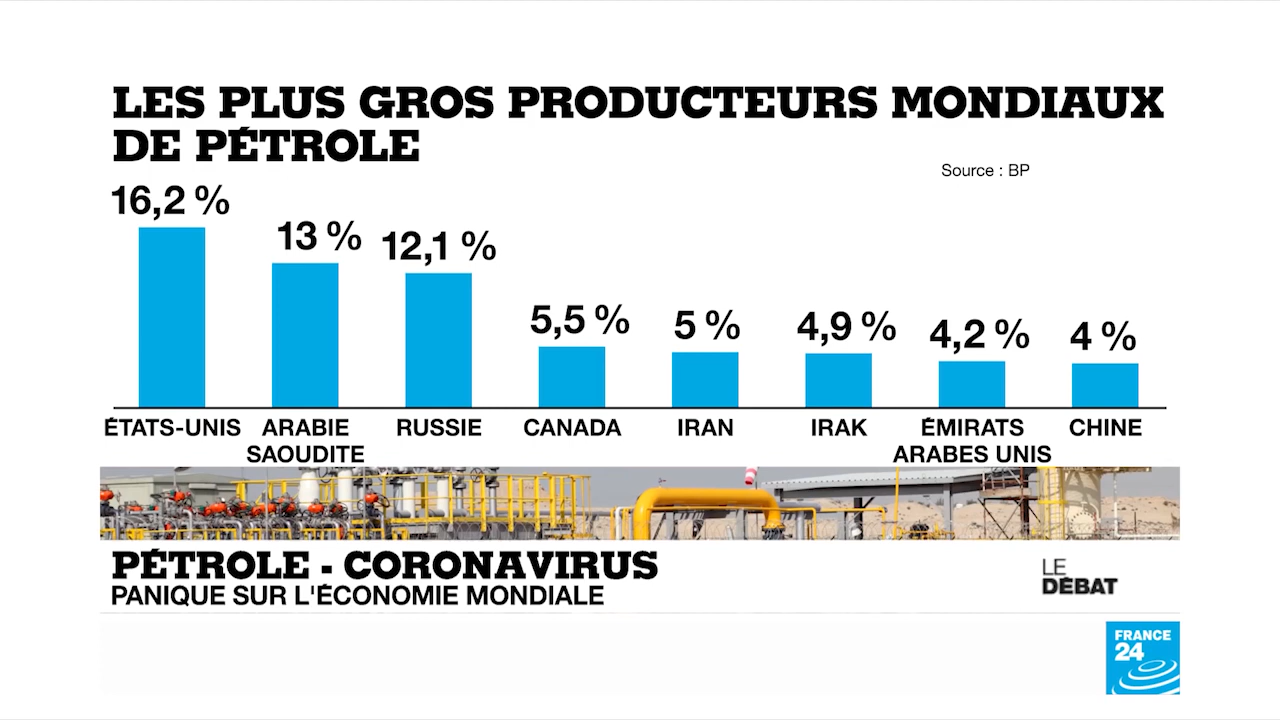 LES PLUS GROS PRODUCTEURS MONDIAUX
DE PÉTROLE
Source : BP
16,2 %
13 %
12,1 %
5,5 %
5 %
4,9 %
4,2 %
4 %
ÉTATS-UNIS
ARABIE
SAOUDITE
RUSSIE
CANADA
IRAN
IRAK
ÉMIRATS
ARABES UNIS
CHINE
PÉTROLE - CORONAVIRUS
PANIQUE SUR L'ÉCONOMIE MONDIALE
LE
DÉBAT
FRANCE
24